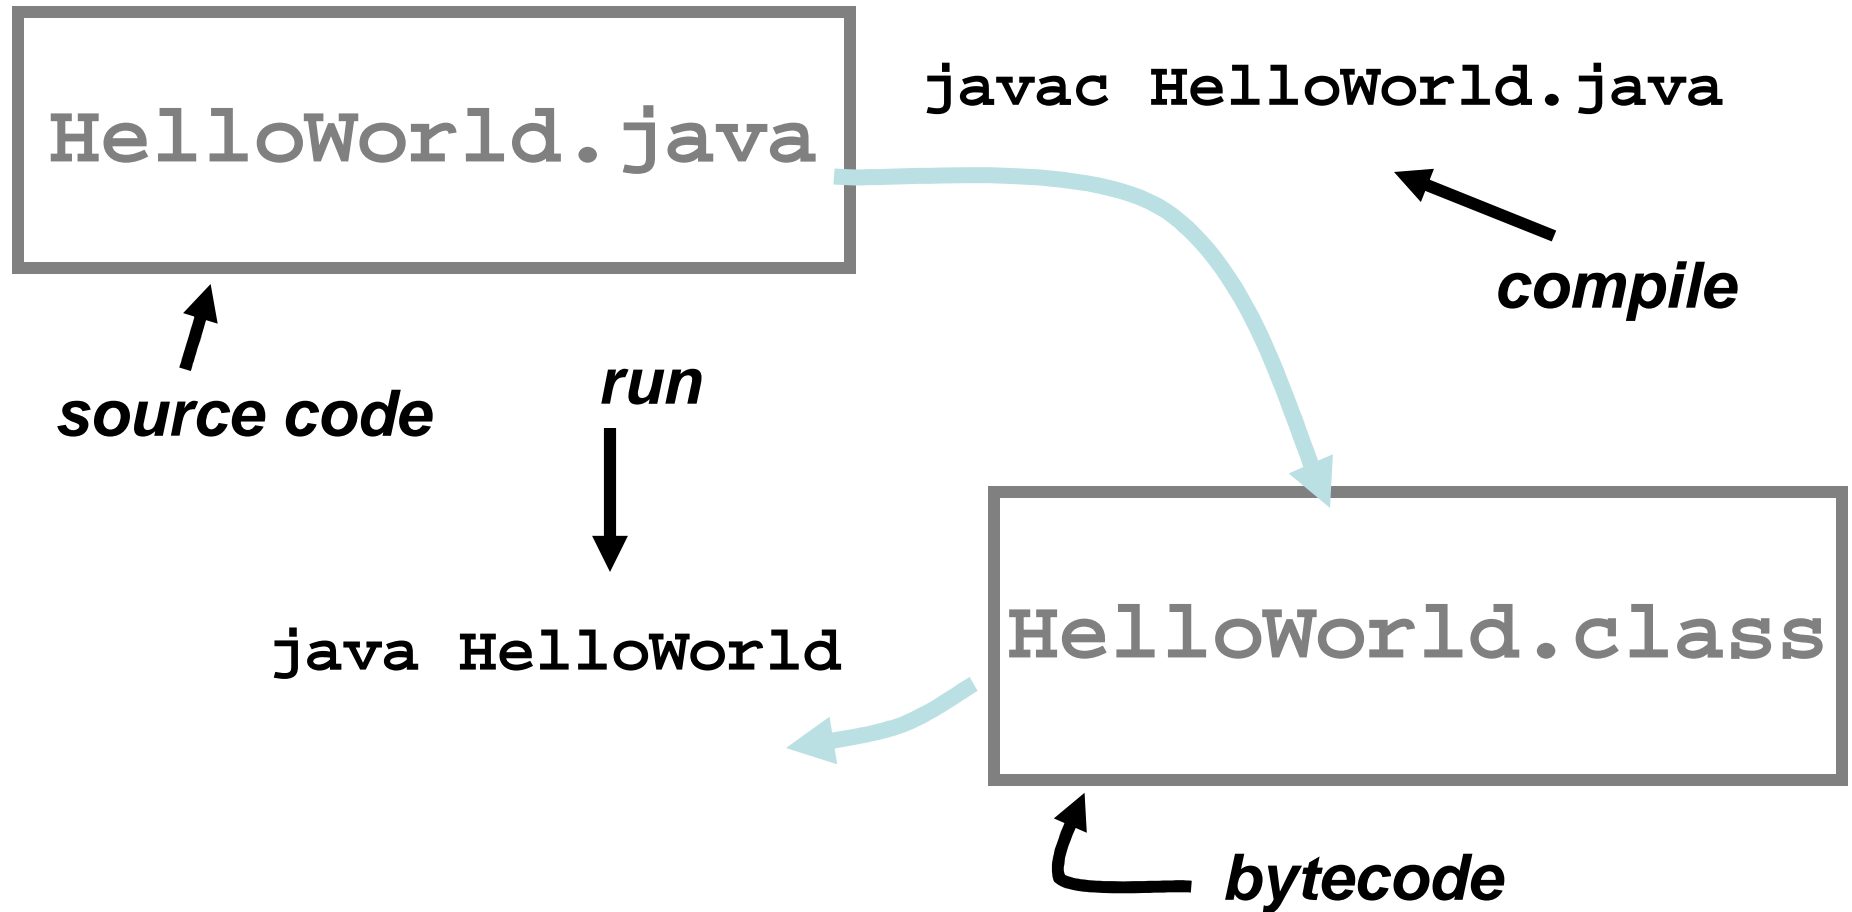 HelloWorld.java
javac HelloWorld.java
compile
source code
run
java HelloWorld
HelloWorld.class
bytecode